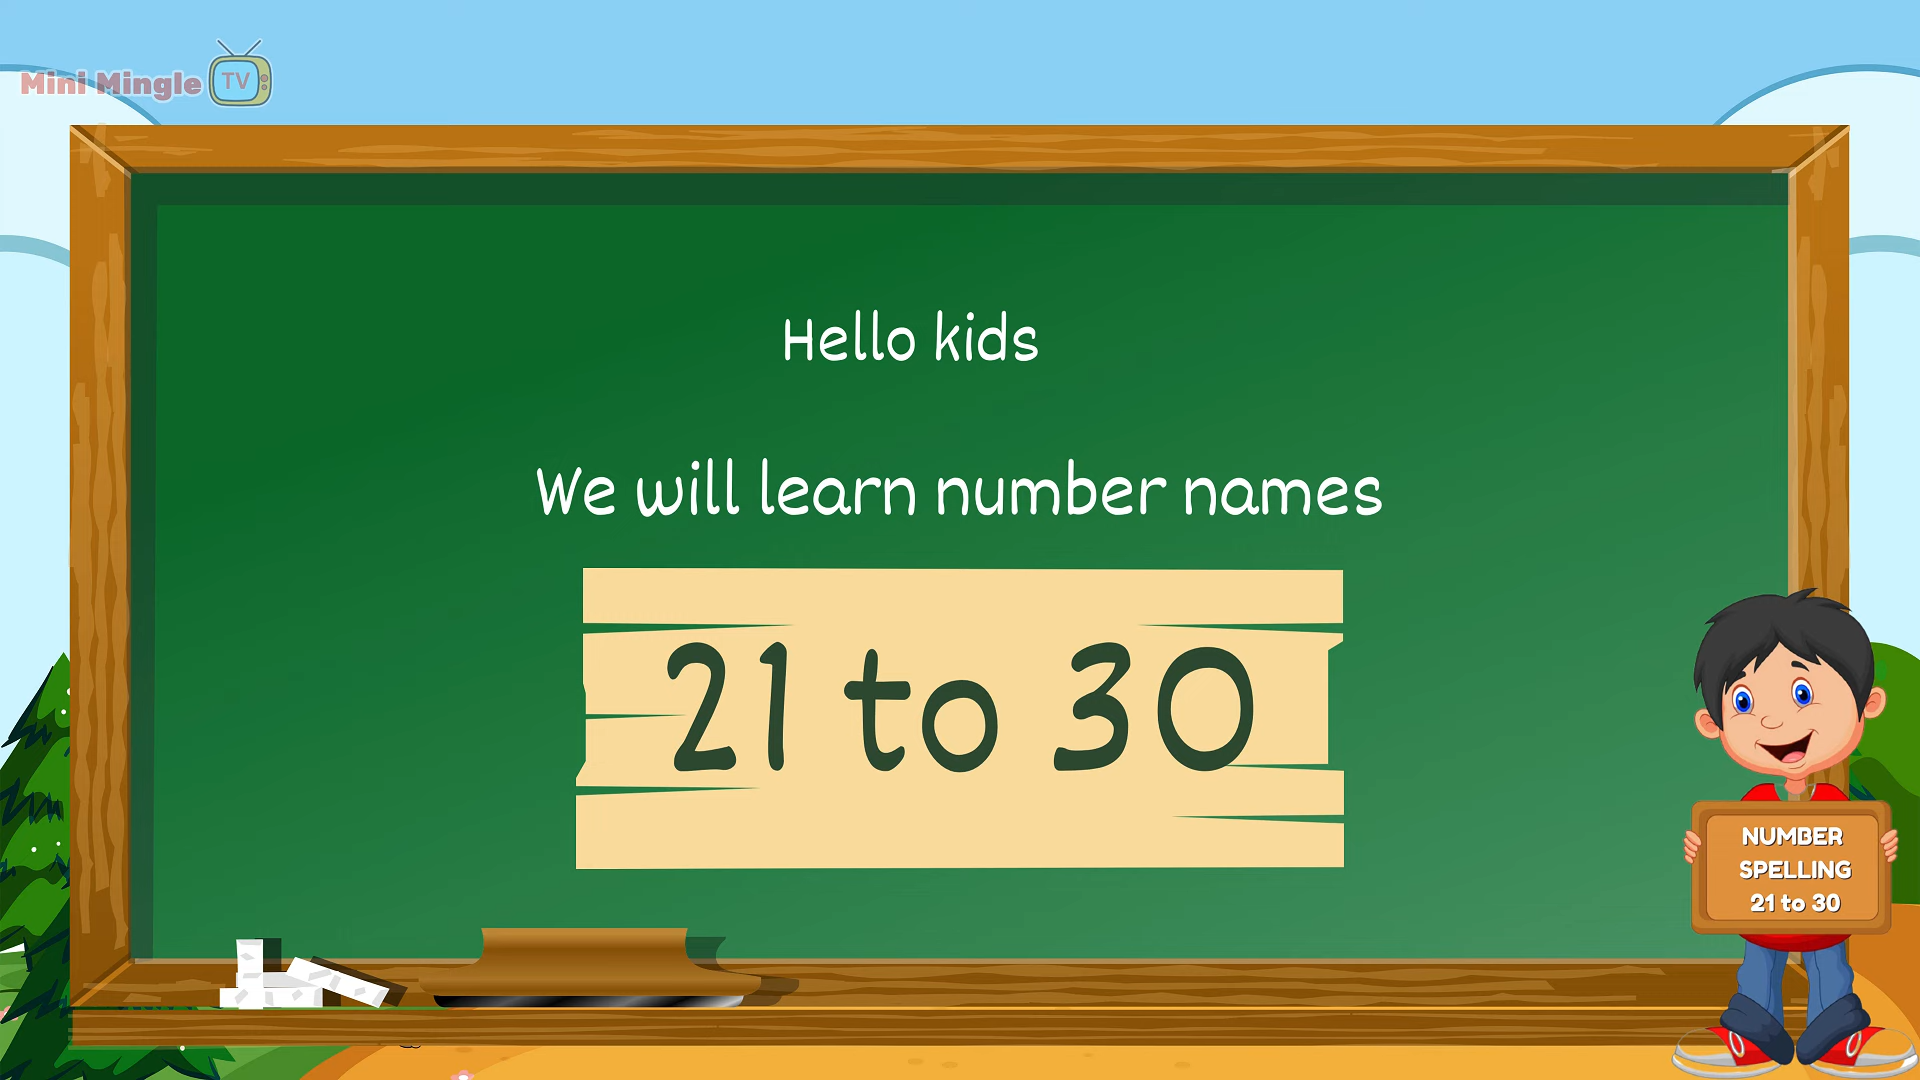 Mini Mingle TV
Hello kids
We will learn number names
21 to 30
NUMBER
SPELLING
21 to 30